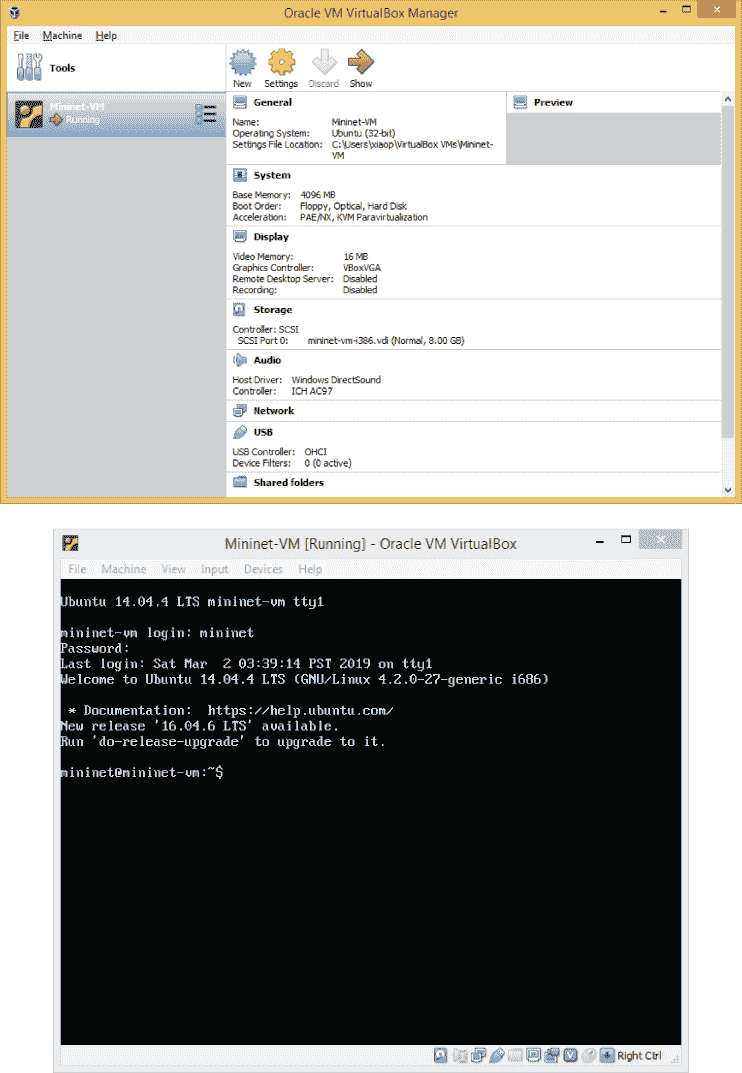 Oracle VM VirtualBox Manager
File Machine Help
Tools
New Settings Discard Show
Mininet-VM
Running
General
Name: Mininet-VM
Operating System: Ubuntu (32-bit)
Settings File Location: C:\Users\xiaop\VirtualBox VMs\Mininet-
VM
Preview
System
Base Memory: 4096 MB
Boot Order: Floppy, Optical, Hard Disk
Acceleration: PAE/NX, KVM Paravirtualization
Display
Video Memory: 16 MB
Graphics Controller: VBoxVGA
Remote Desktop Server: Disabled
Recording: Disabled
Storage
Controller: SCSI
SCSI Port 0: mininet-vm-i386.vdi (Normal, 8.00 GB)
Audio
Host Driver: Windows DirectSound
Controller: ICH AC97
Network
USB
USB Controller: OHCI
Device Filters: 0 (0 active)
Shared folders
Mininet-VM [Running] - Oracle VM VirtualBox
File Machine View Input Devices Help
Ubuntu 14.04.4 LTS mininet-vm tty1
mininet-vm login: mininet
Password:
Last login: Sat Mar  2 03:39:14 PST 2019 on tty1
Welcome to Ubuntu 14.04.4 LTS (GNU/Linux 4.2.0-27-generic i686)
* Documentation:  https://help.ubuntu.com/
New release '16.04.6 LTS' available.
Run 'do-release-upgrade' to upgrade to it.
mininet@mininet-vm:~$
Right Ctrl